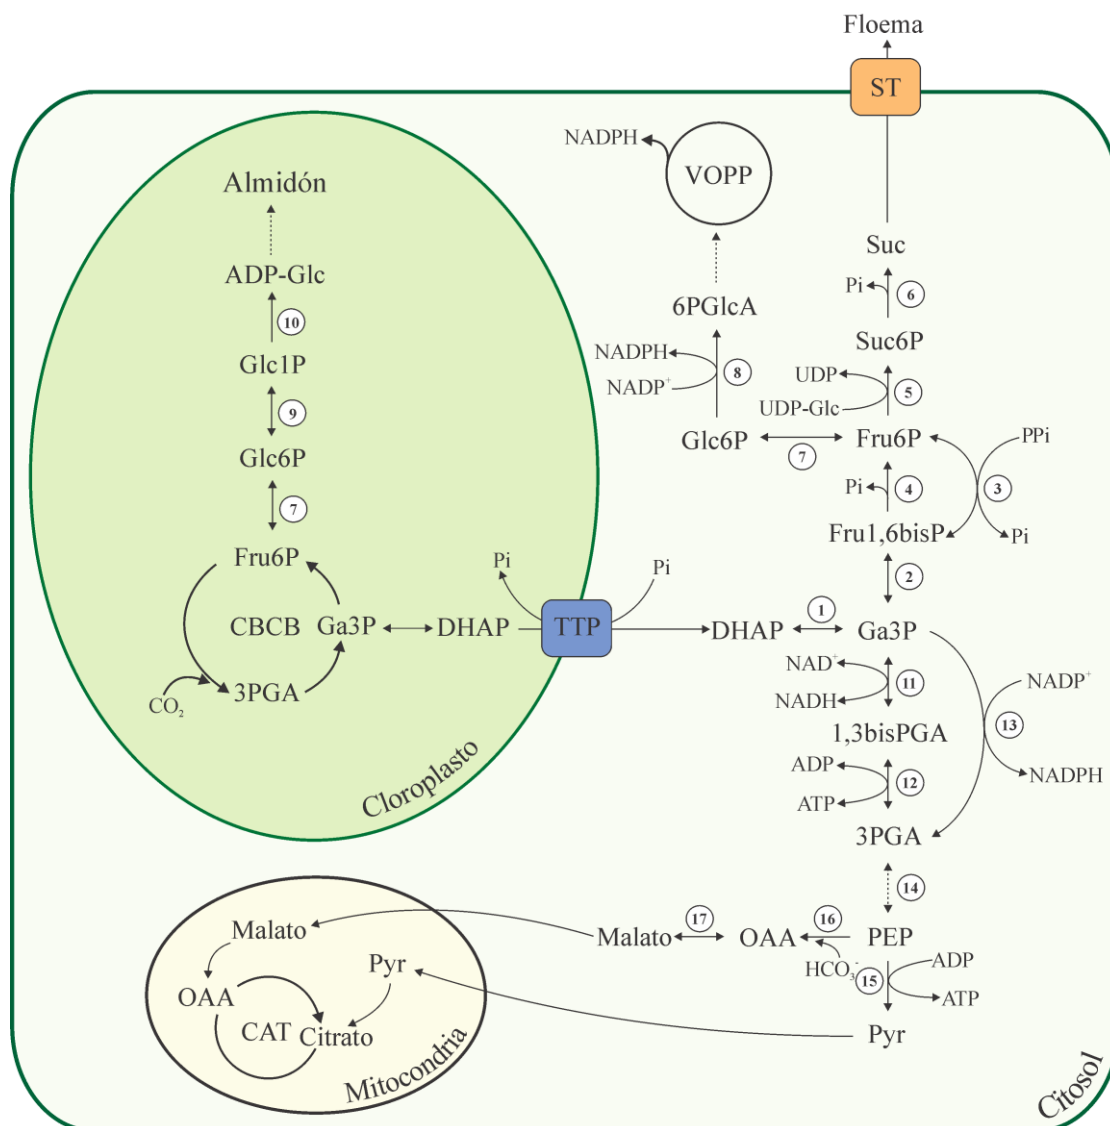 Floema
ST
NADPH
VOPP
Almidón
Suc
Pi
6
ADP-Glc
6PGlcA
10
Suc6P
NADPH
8
UDP
Glc1P
NADP+
5
UDP-Glc
9
Glc6P
7
Fru6P
PPi
Glc6P
Pi
4
3
7
Fru1,6bisP
Pi
Fru6P
Pi
Pi
2
1
CBCB
Ga3P
DHAP
TTP
DHAP
Ga3P
NAD+
11
NADP+
3PGA
NADH
CO2
1,3bisPGA
13
ADP
12
NADPH
Cloroplasto
ATP
3PGA
14
Malato
Malato
17
OAA
16
PEP
Pyr
HCO3-
15
ADP
OAA
ATP
CAT
Citrato
Pyr
Mitocondria
Citosol